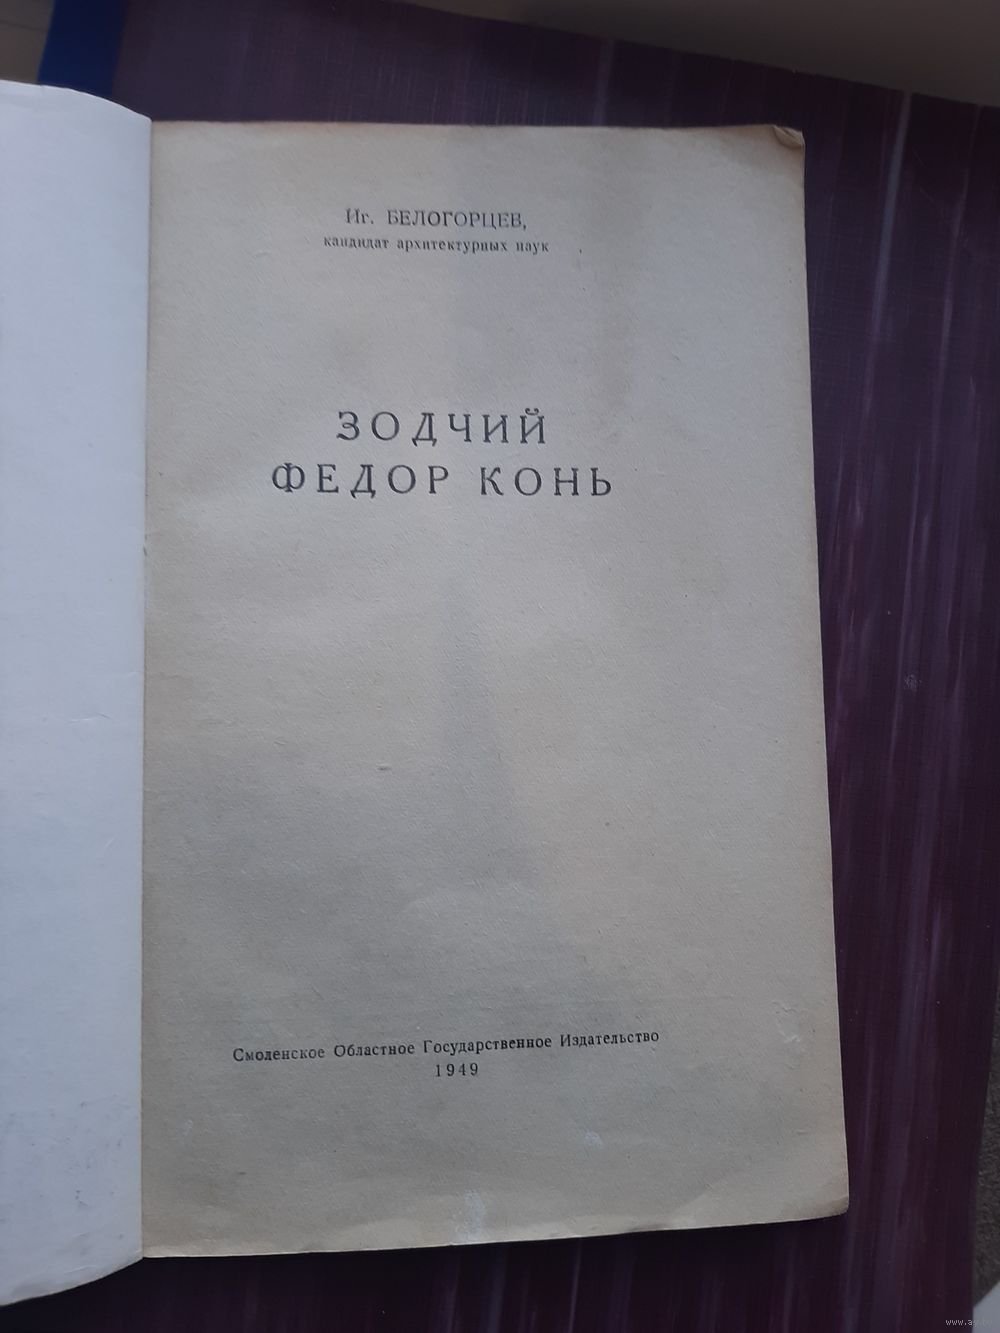 Иг. БЕЛОГОРЦЕВ,
кандидат архитектурных наук
ЗОДЧИЙ
ФЕДОР КОНЬ
Смоленское Областное Государственное Издательство
1949